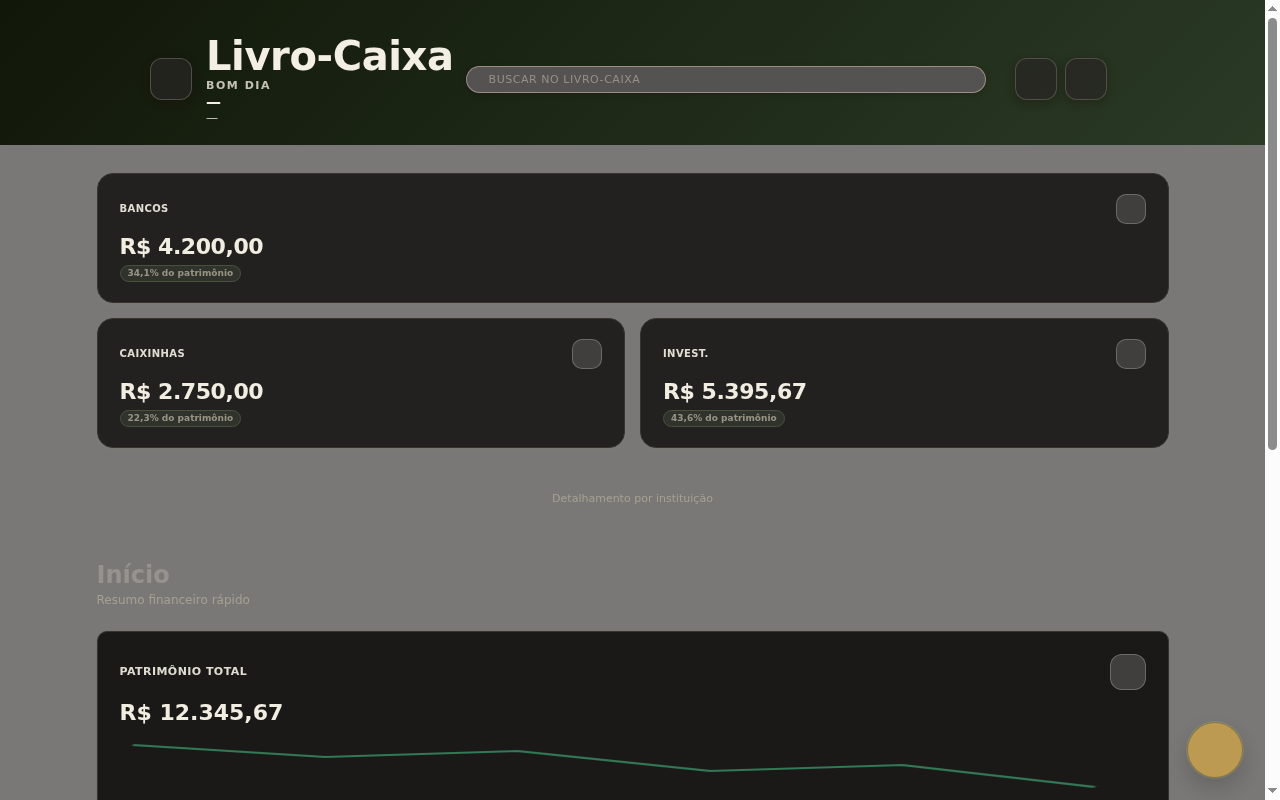 Livro-Caixa
BOM DIA
—
—
BUSCAR NO LIVRO-CAIXA
BANCOS
R$ 4.200,00
34,1% do patrimônio
CAIXINHAS
R$ 2.750,00
22,3% do patrimônio
INVEST.
R$ 5.395,67
43,6% do patrimônio
Detalhamento por instituição
Início
Resumo financeiro rápido
PATRIMÔNIO TOTAL
R$ 12.345,67